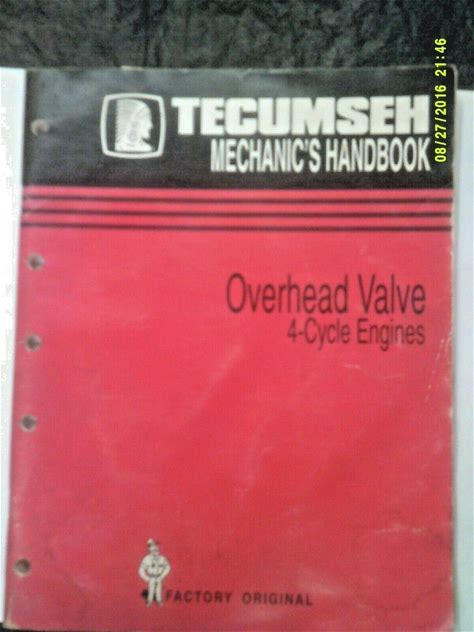 TECUMSEH
MECHANIC'S HANDBOOK
Overhead Valve
4-Cycle Engines
FACTORY ORIGINAL
08/27/2016 21:46